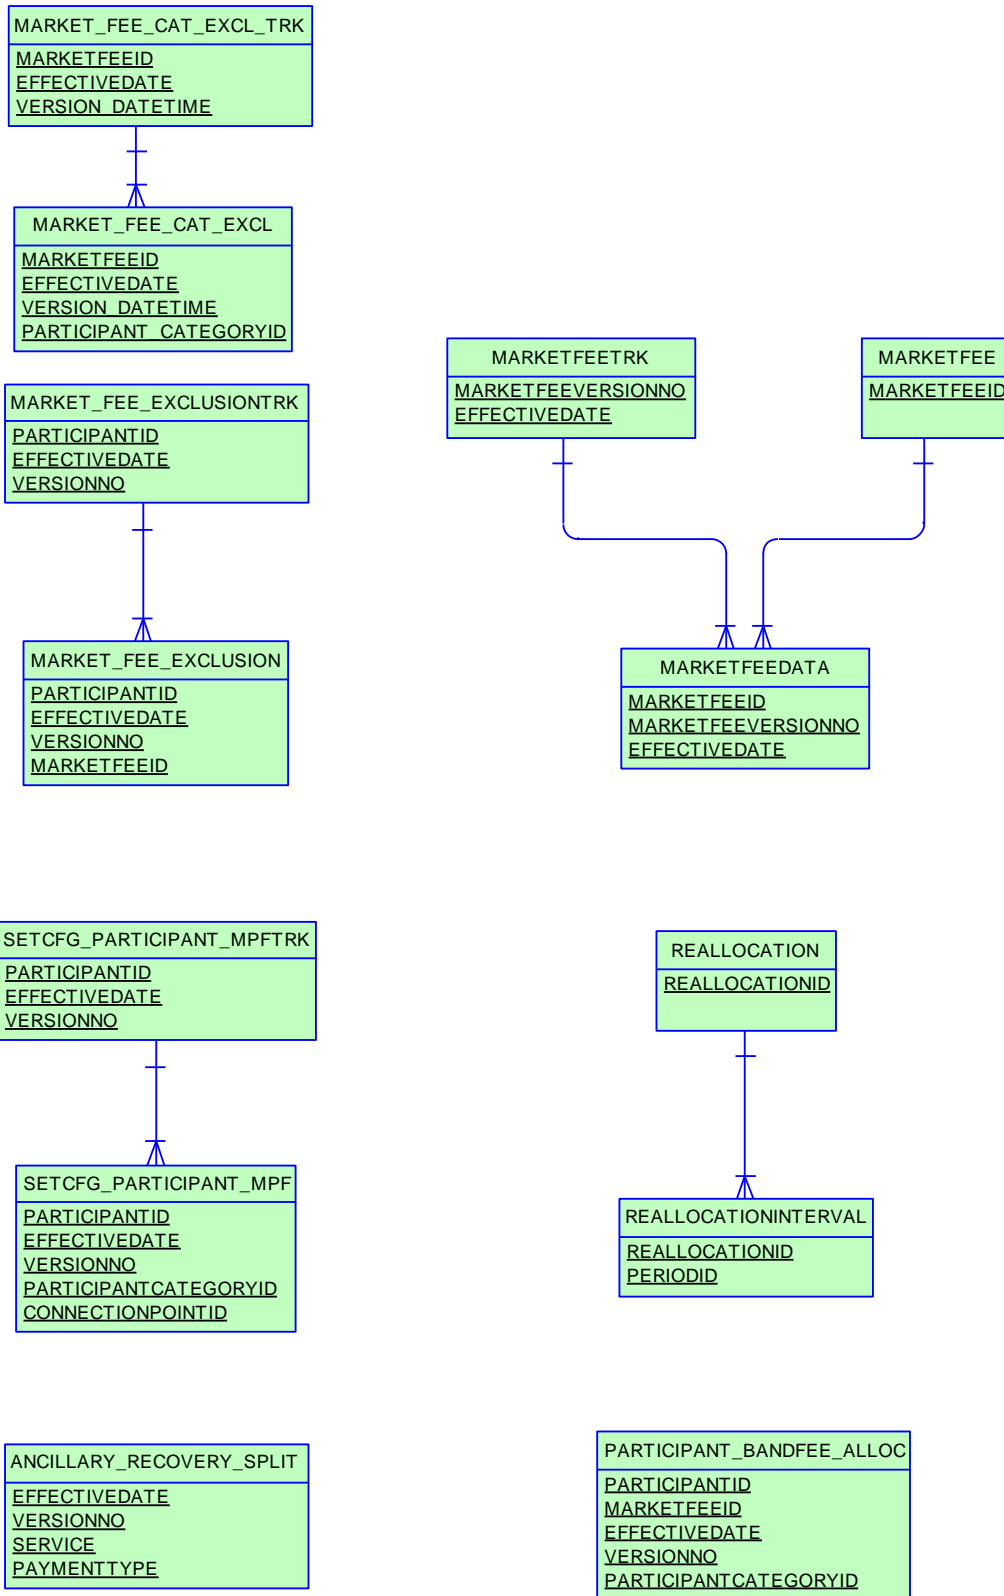 MARKET_FEE_CAT_EXCL_TRK
MARKETFEEID
EFFECTIVEDATE
VERSION_DATETIME
MARKET_FEE_CAT_EXCL
MARKETFEEID
EFFECTIVEDATE
VERSION_DATETIME
PARTICIPANT_CATEGORYID
MARKETFEETRK
MARKETFEEVERSIONNO
EFFECTIVEDATE
MARKETFEE
MARKETFEEID
MARKET_FEE_EXCLUSIONTRK
PARTICIPANTID
EFFECTIVEDATE
VERSIONNO
MARKET_FEE_EXCLUSION
PARTICIPANTID
EFFECTIVEDATE
VERSIONNO
MARKETFEEID
MARKETFEEDATA
MARKETFEEID
MARKETFEEVERSIONNO
EFFECTIVEDATE
SETCFG_PARTICIPANT_MPFTRK
PARTICIPANTID
EFFECTIVEDATE
VERSIONNO
REALLOCATION
REALLOCATIONID
SETCFG_PARTICIPANT_MPF
PARTICIPANTID
EFFECTIVEDATE
VERSIONNO
PARTICIPANTCATEGORYID
CONNECTIONPOINTID
REALLOCATIONINTERVAL
REALLOCATIONID
PERIODID
ANCILLARY_RECOVERY_SPLIT
EFFECTIVEDATE
VERSIONNO
SERVICE
PAYMENTTYPE
PARTICIPANT_BANDFEE_ALLOC
PARTICIPANTID
MARKETFEEID
EFFECTIVEDATE
VERSIONNO
PARTICIPANTCATEGORYID